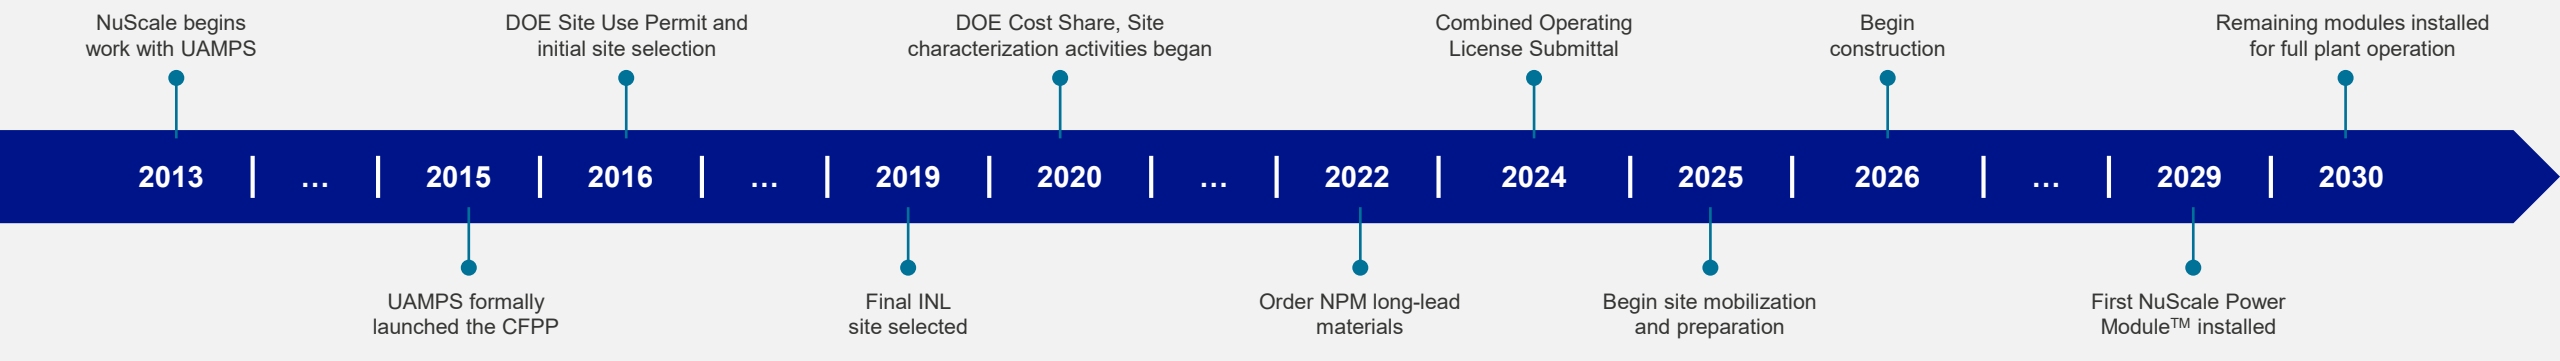 NuScale begins
work with UAMPS
DOE Site Use Permit and
initial site selection
DOE Cost Share, Site
characterization activities began
Combined Operating
License Submittal
Begin
construction
Remaining modules installed
for full plant operation
2013 | ... | 2015 | 2016 | ... | 2019 | 2020 | ... | 2022 | 2024 | 2025 | 2026 | ... | 2029 | 2030
UAMPS formally
launched the CFPP
Final INL
site selected
Order NPM long-lead
materials
Begin site mobilization
and preparation
First NuScale Power
Module™ installed